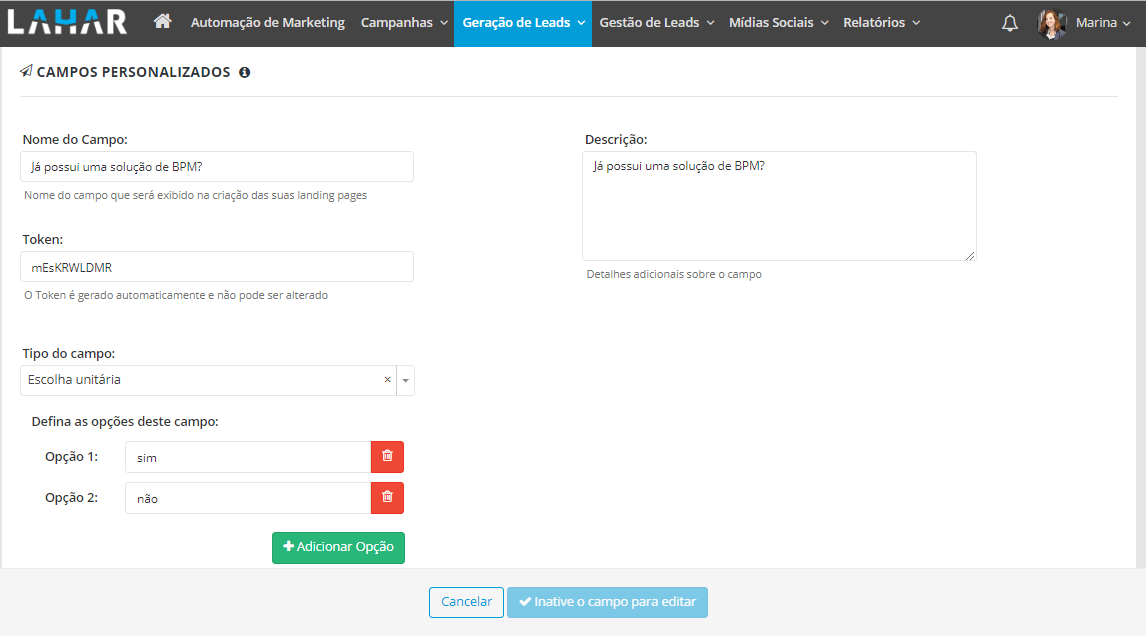 LAHAR Automação de Marketing Campanhas Geração de Leads Gestão de Leads Mídias Sociais Relatórios Marina
CAMPOS PERSONALIZADOS
Nome do Campo:
Já possui uma solução de BPM?
Nome do campo que será exibido na criação das suas landing pages
Descrição:
Já possui uma solução de BPM?
Detalhes adicionais sobre o campo
Token:
mEsKRWLDMR
O Token é gerado automaticamente e não pode ser alterado
Tipo do campo:
Escolha unitária ×
Defina as opções deste campo:
Opção 1: sim
Opção 2: não
Adicionar Opção
Cancelar Inative o campo para editar